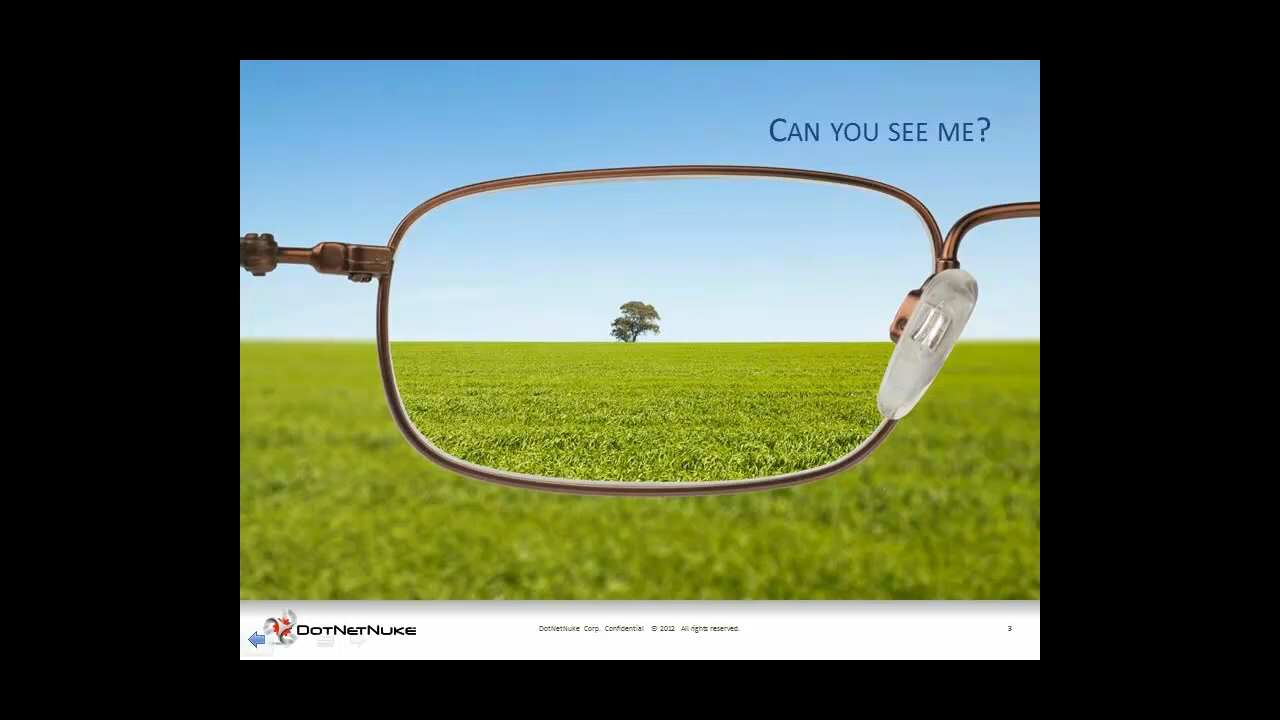 CAN YOU SEE ME?
DOTNETNUKE
DotNetNuke Corp. Confidential © 2012 All rights reserved.
3